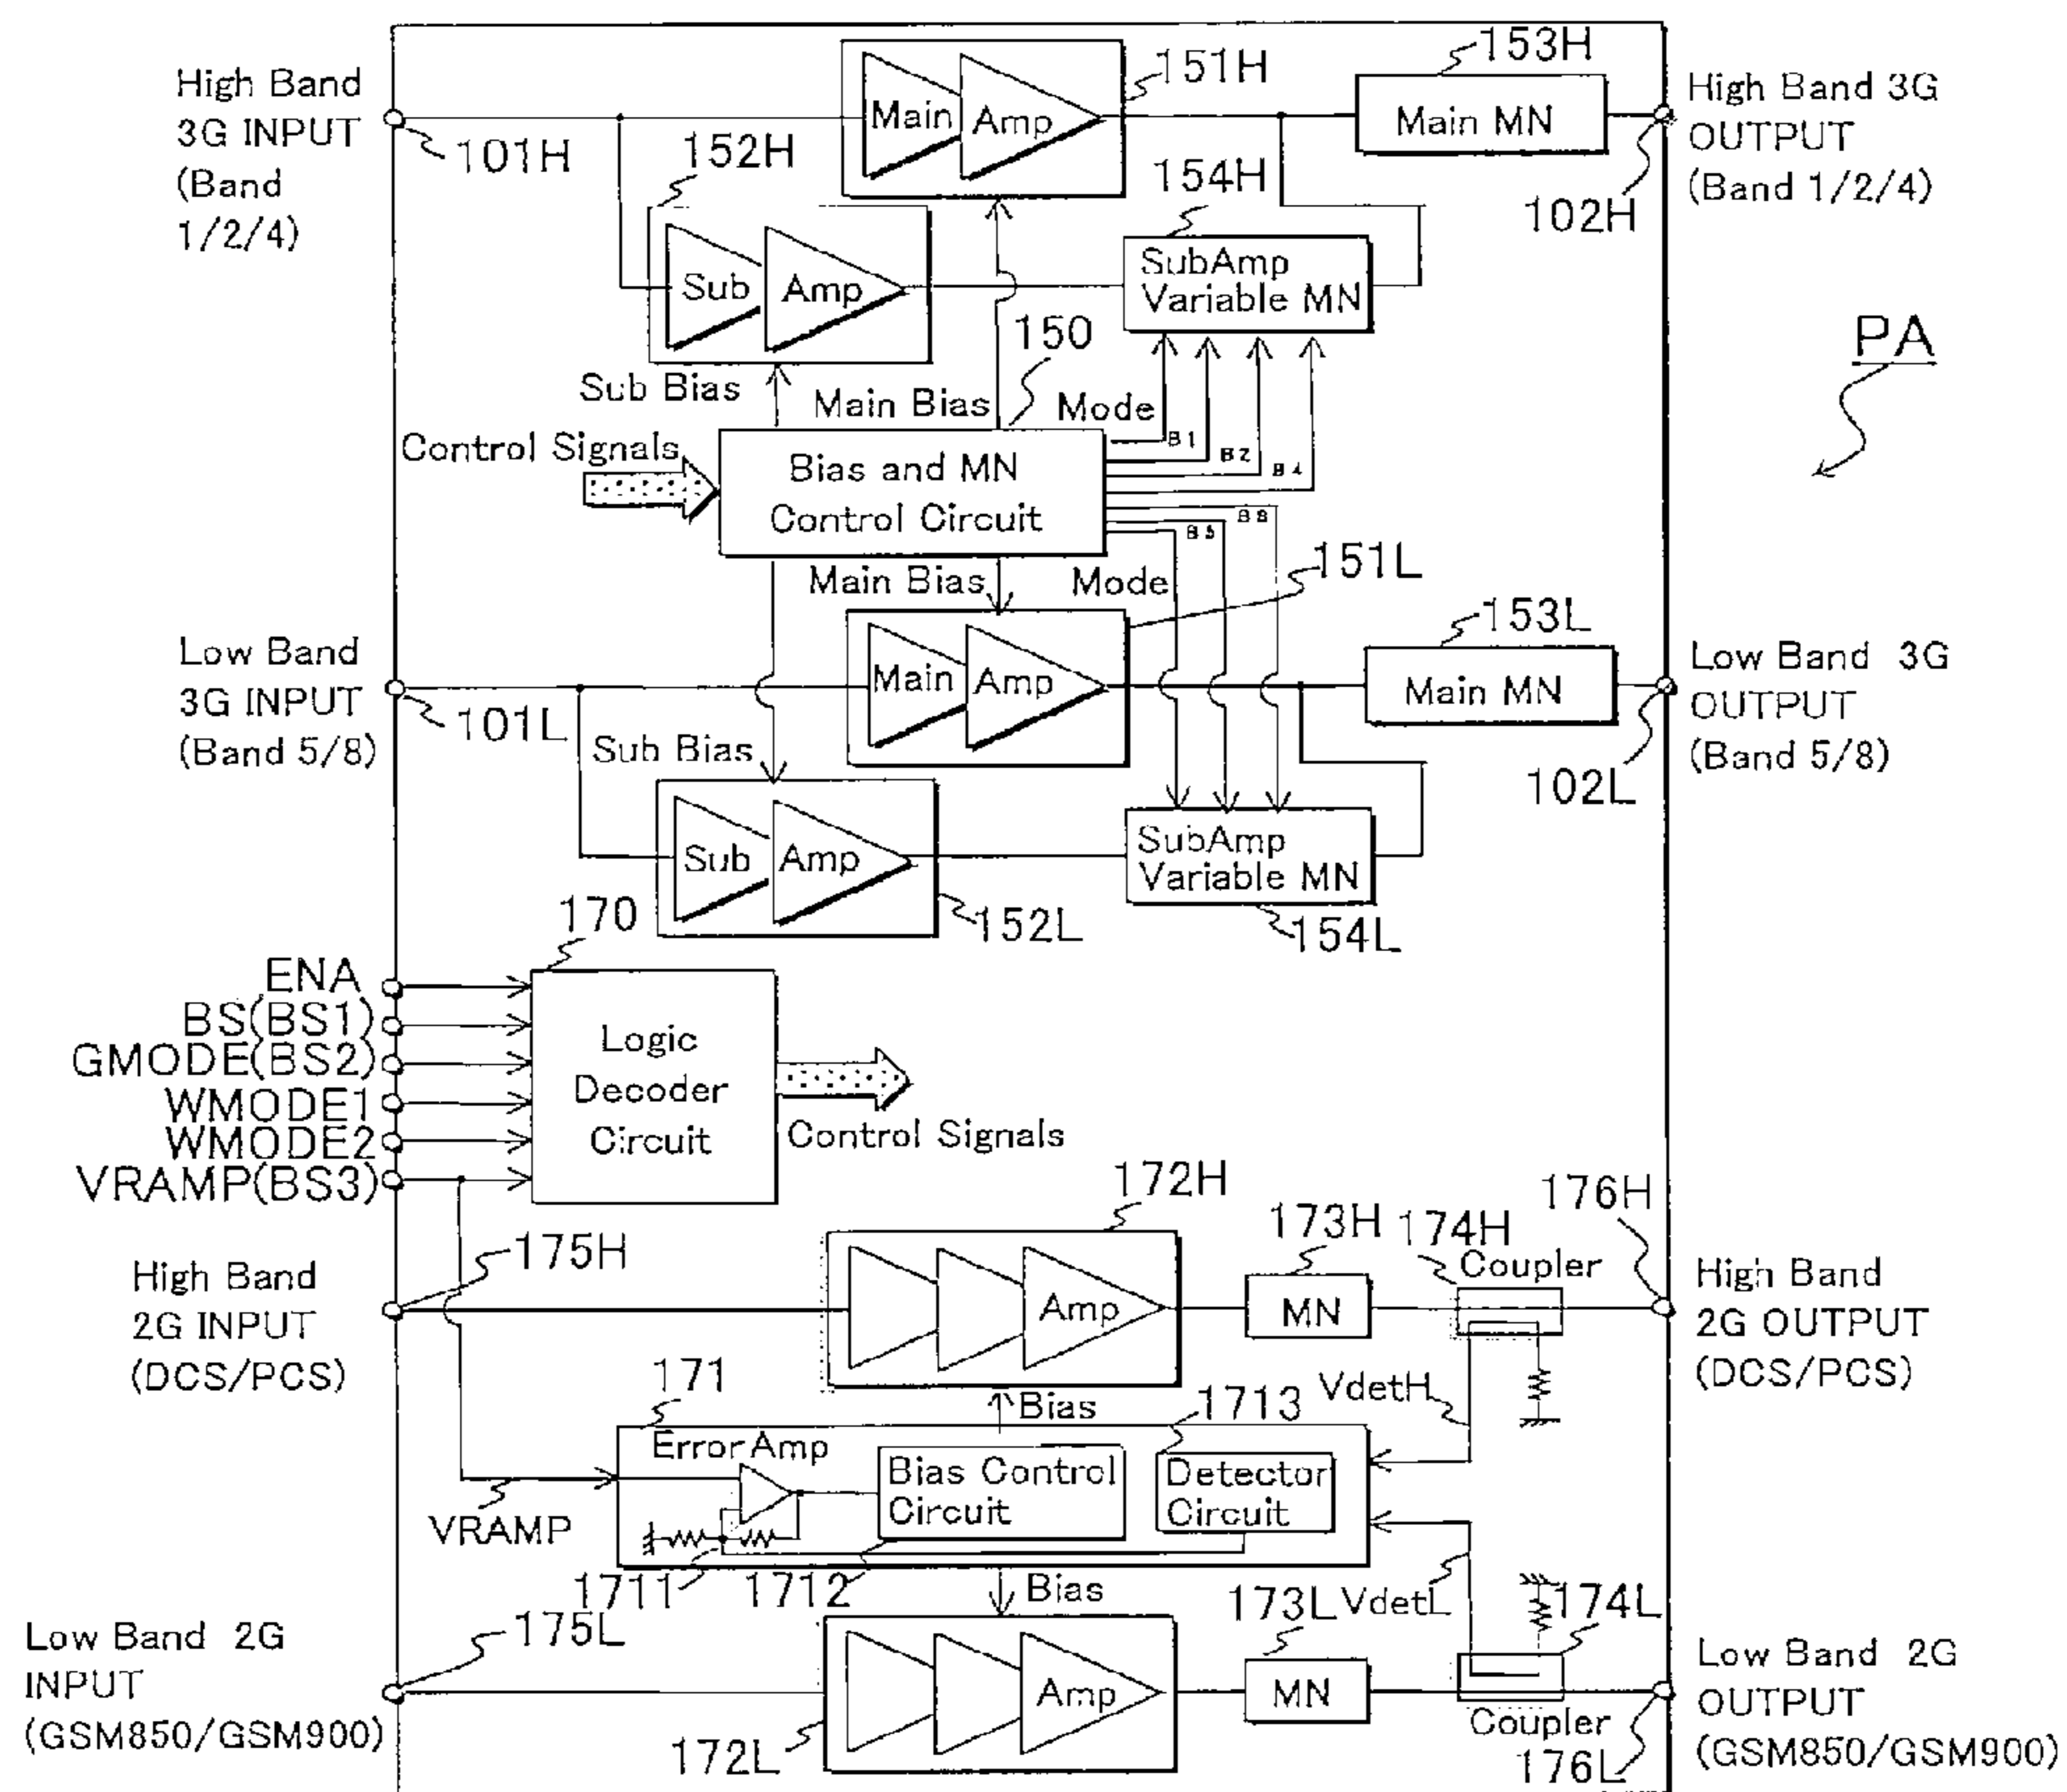 High Band
3G INPUT
(Band
1/2/4)
101H
152H
Main Amp
151H
153H
Main MN
High Band 3G
OUTPUT
(Band 1/2/4)
102H
154H
SubAmp
Variable MN
Sub Amp
Sub Bias
Main Bias
150
Mode
B1
B2
B4
PA
Control Signals
Bias and MN
Control Circuit
B8
B5
Main Bias
Mode
151L
153L
Low Band
3G INPUT
(Band 5/8)
101L
Main Amp
Main MN
Low Band 3G
OUTPUT
(Band 5/8)
102L
Sub Bias
Sub Amp
152L
SubAmp
Variable MN
154L
170
ENA
BS(BS1)
GMODE(BS2)
WMODE1
WMODE2
VRAMP(BS3)
Logic
Decoder
Circuit
Control Signals
172H
173H
174H
176H
175H
High Band
2G INPUT
(DCS/PCS)
Amp
MN
Coupler
High Band
2G OUTPUT
(DCS/PCS)
171
Bias
1713
VdetH
Error Amp
Bias Control
Circuit
Detector
Circuit
VRAMP
1711
1712
Bias
173L
VdetL
174L
175L
Low Band 2G
INPUT
(GSM850/GSM900)
Amp
172L
MN
Coupler
176L
Low Band 2G
OUTPUT
(GSM850/GSM900)